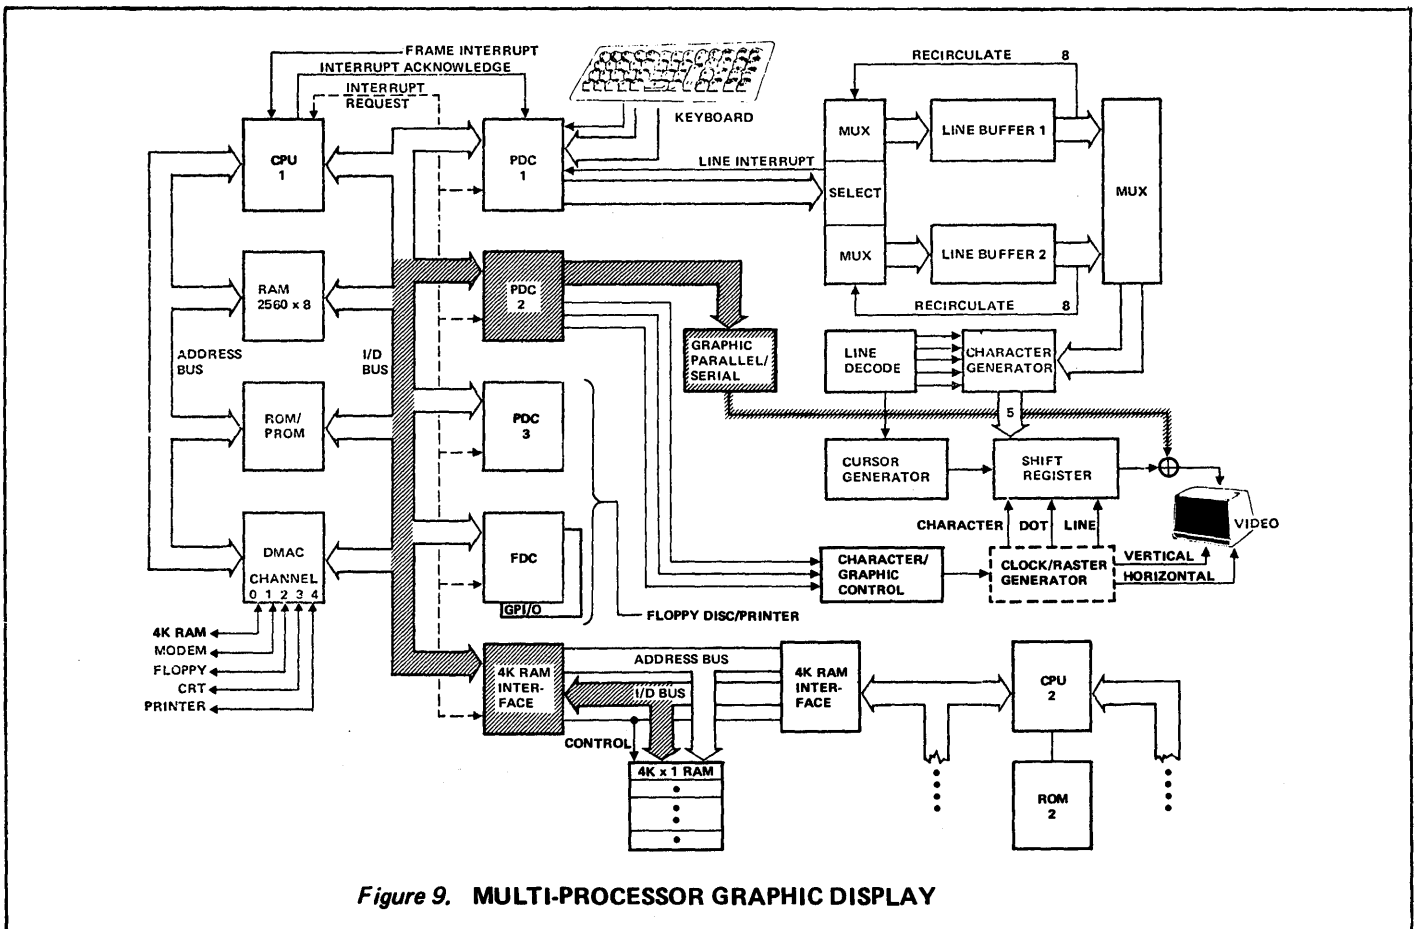 FRAME INTERRUPT
INTERRUPT ACKNOWLEDGE
INTERRUPT
REQUEST
KEYBOARD
RECIRCULATE 8
CPU
1
PDC
1
LINE INTERRUPT
MUX
SELECT
MUX
LINE BUFFER 1
LINE BUFFER 2
MUX
RECIRCULATE 8
RAM
2560 x 8
PDC
2
ADDRESS
BUS
I/D
BUS
GRAPHIC
PARALLEL/
SERIAL
LINE
DECODE
CHARACTER
GENERATOR
5
ROM/
PROM
PDC
3
CURSOR
GENERATOR
SHIFT
REGISTER
VIDEO
CHARACTER DOT LINE
DMAC
CHANNEL
0 1 2 3 4
FDC
GPI/O
CHARACTER/
GRAPHIC
CONTROL
CLOCK/RASTER
GENERATOR
VERTICAL
HORIZONTAL
FLOPPY DISC/PRINTER
4K RAM
MODEM
FLOPPY
CRT
PRINTER
4K RAM
INTER-
FACE
ADDRESS BUS
I/D BUS
CONTROL
4K x 1 RAM
4K RAM
INTER-
FACE
CPU
2
ROM
2
Figure 9. MULTI-PROCESSOR GRAPHIC DISPLAY